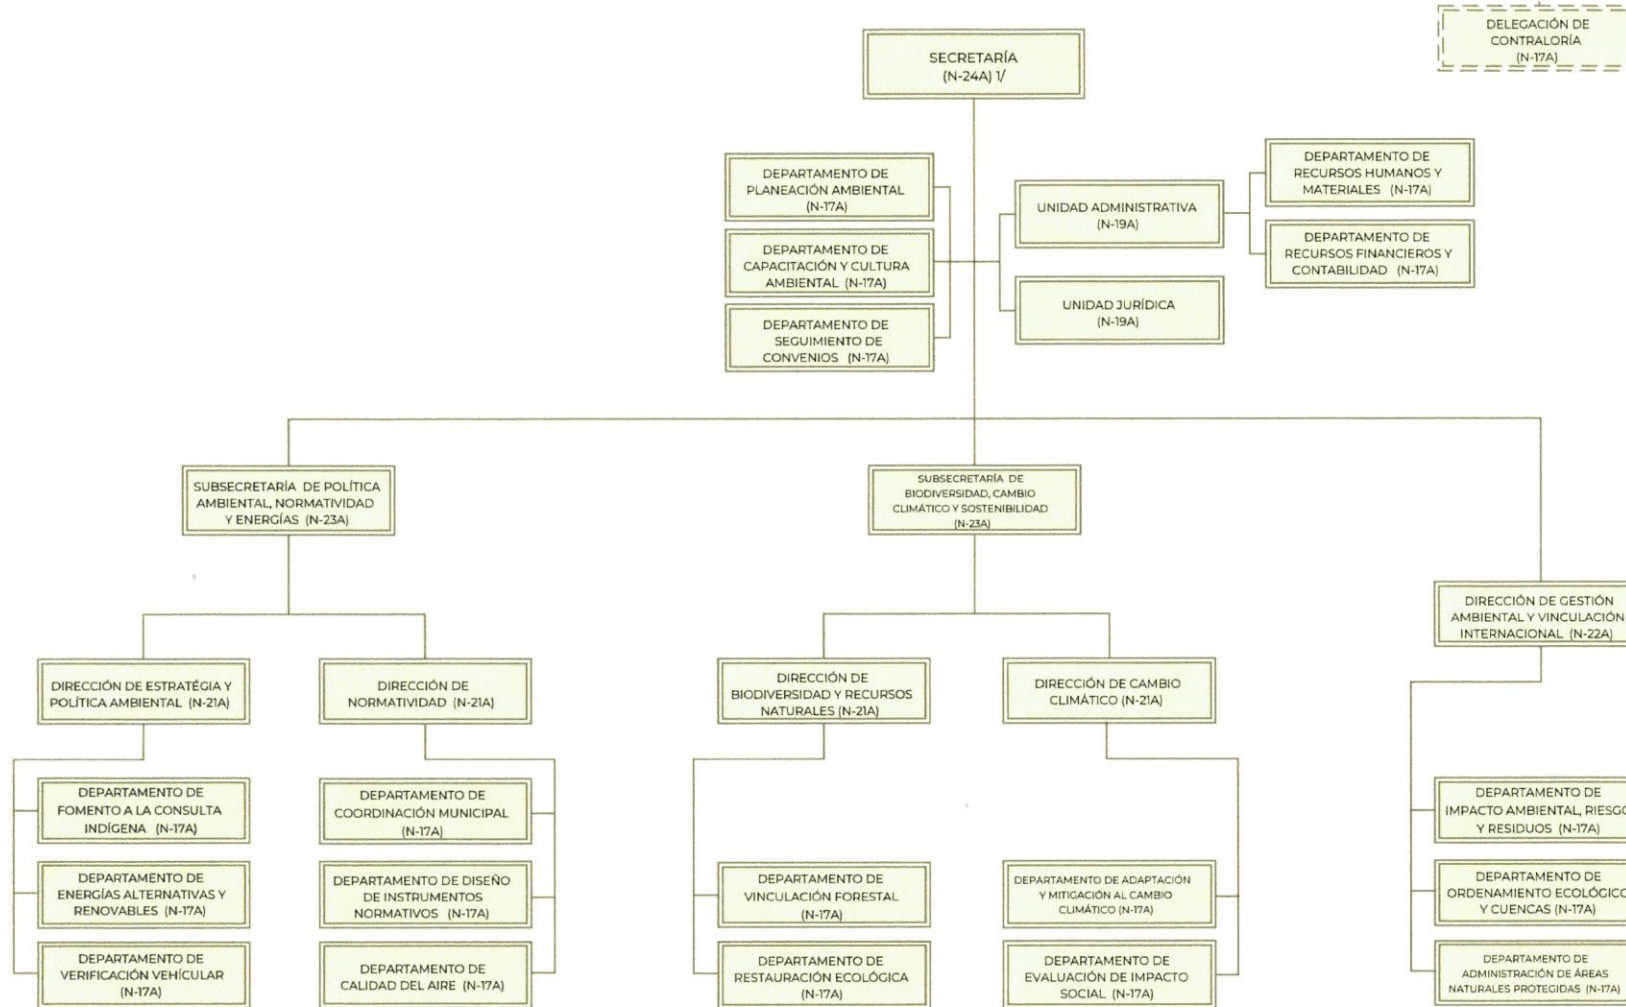 DELEGACIÓN DE
CONTRALORÍA
(N-17A)
SECRETARÍA
(N-24A) 1/
DEPARTAMENTO DE
PLANEACIÓN AMBIENTAL
(N-17A)
DEPARTAMENTO DE
CAPACITACIÓN Y CULTURA
AMBIENTAL (N-17A)
DEPARTAMENTO DE
SEGUIMIENTO DE
CONVENIOS (N-17A)
UNIDAD ADMINISTRATIVA
(N-19A)
UNIDAD JURÍDICA
(N-19A)
DEPARTAMENTO DE
RECURSOS HUMANOS Y
MATERIALES (N-17A)
DEPARTAMENTO DE
RECURSOS FINANCIEROS Y
CONTABILIDAD (N-17A)
SUBSECRETARÍA DE POLÍTICA
AMBIENTAL, NORMATIVIDAD
Y ENERGÍAS (N-23A)
SUBSECRETARÍA DE
BIODIVERSIDAD, CAMBIO
CLIMÁTICO Y SOSTENIBILIDAD
(N-23A)
DIRECCIÓN DE GESTIÓN
AMBIENTAL Y VINCULACIÓN
INTERNACIONAL (N-22A)
DIRECCIÓN DE ESTRATÉGIA Y
POLÍTICA AMBIENTAL (N-21A)
DIRECCIÓN DE
NORMATIVIDAD (N-21A)
DIRECCIÓN DE
BIODIVERSIDAD Y RECURSOS
NATURALES (N-21A)
DIRECCIÓN DE CAMBIO
CLIMÁTICO (N-21A)
DEPARTAMENTO DE
FOMENTO A LA CONSULTA
INDÍGENA (N-17A)
DEPARTAMENTO DE
ENERGÍAS ALTERNATIVAS Y
RENOVABLES (N-17A)
DEPARTAMENTO DE
VERIFICACIÓN VEHÍCULAR
(N-17A)
DEPARTAMENTO DE
COORDINACIÓN MUNICIPAL
(N-17A)
DEPARTAMENTO DE DISEÑO
DE INSTRUMENTOS
NORMATIVOS (N-17A)
DEPARTAMENTO DE
CALIDAD DEL AIRE (N-17A)
DEPARTAMENTO DE
VINCULACIÓN FORESTAL
(N-17A)
DEPARTAMENTO DE
RESTAURACIÓN ECOLÓGICA
(N-17A)
DEPARTAMENTO DE ADAPTACIÓN
Y MITIGACIÓN AL CAMBIO
CLIMÁTICO (N-17A)
DEPARTAMENTO DE
EVALUACIÓN DE IMPACTO
SOCIAL (N-17A)
DEPARTAMENTO DE
IMPACTO AMBIENTAL, RIESGO
Y RESIDUOS (N-17A)
DEPARTAMENTO DE
ORDENAMIENTO ECOLÓGICO
Y CUENCAS (N-17A)
DEPARTAMENTO DE
ADMINISTRACIÓN DE ÁREAS
NATURALES PROTEGIDAS (N-17A)